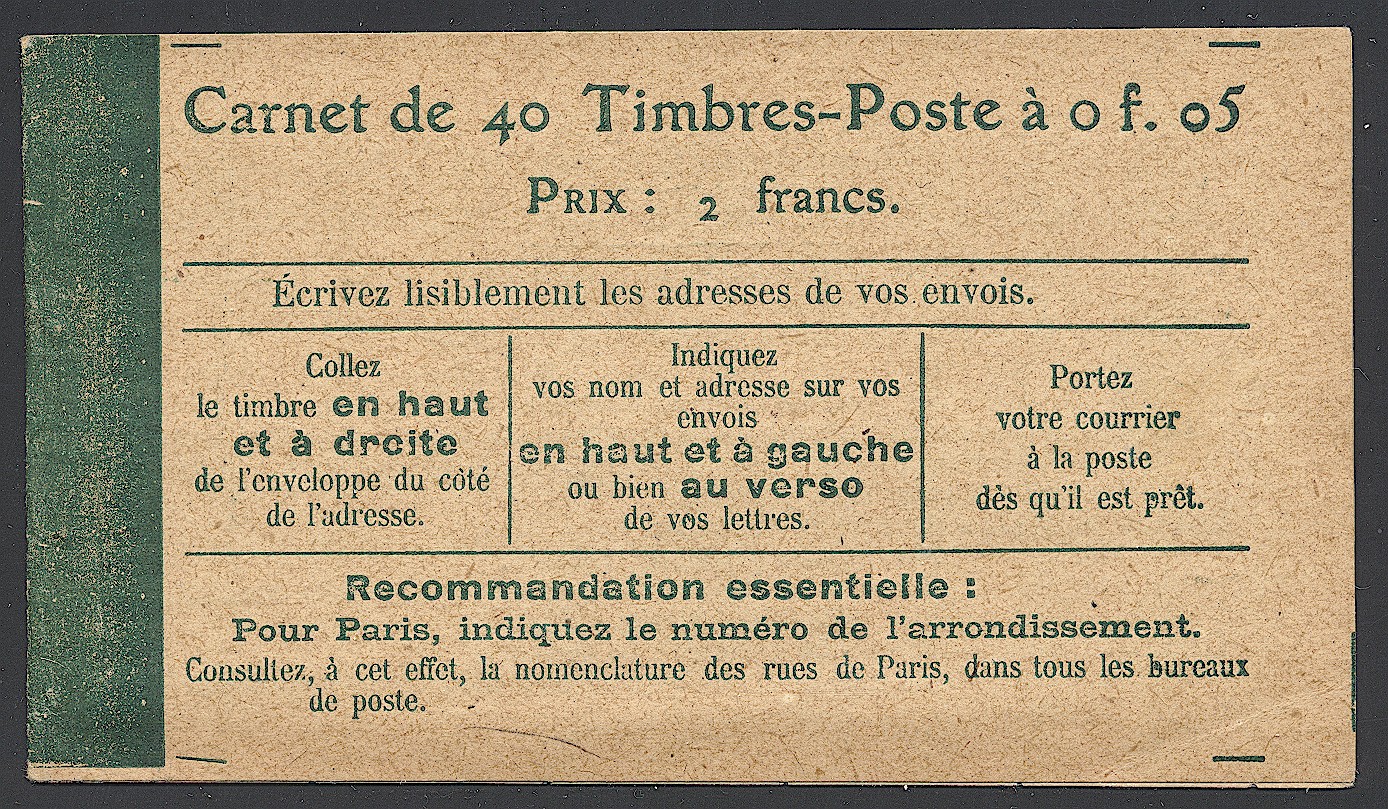 Carnet de 40 Timbres-Poste à 0 f. 05
PRIX : 2 francs.
Écrivez lisiblement les adresses de vos envois.
Collez
le timbre en haut
et à droite
de l'enveloppe du côté
de l'adresse.
Indiquez
vos nom et adresse sur vos
envois
en haut et à gauche
ou bien au verso
de vos lettres.
Portez
votre courrier
à la poste
dès qu'il est prêt.
Recommandation essentielle :
Pour Paris, indiquez le numéro de l'arrondissement.
Consultez, à cet effet, la nomenclature des rues de Paris, dans tous les bureaux
de poste.